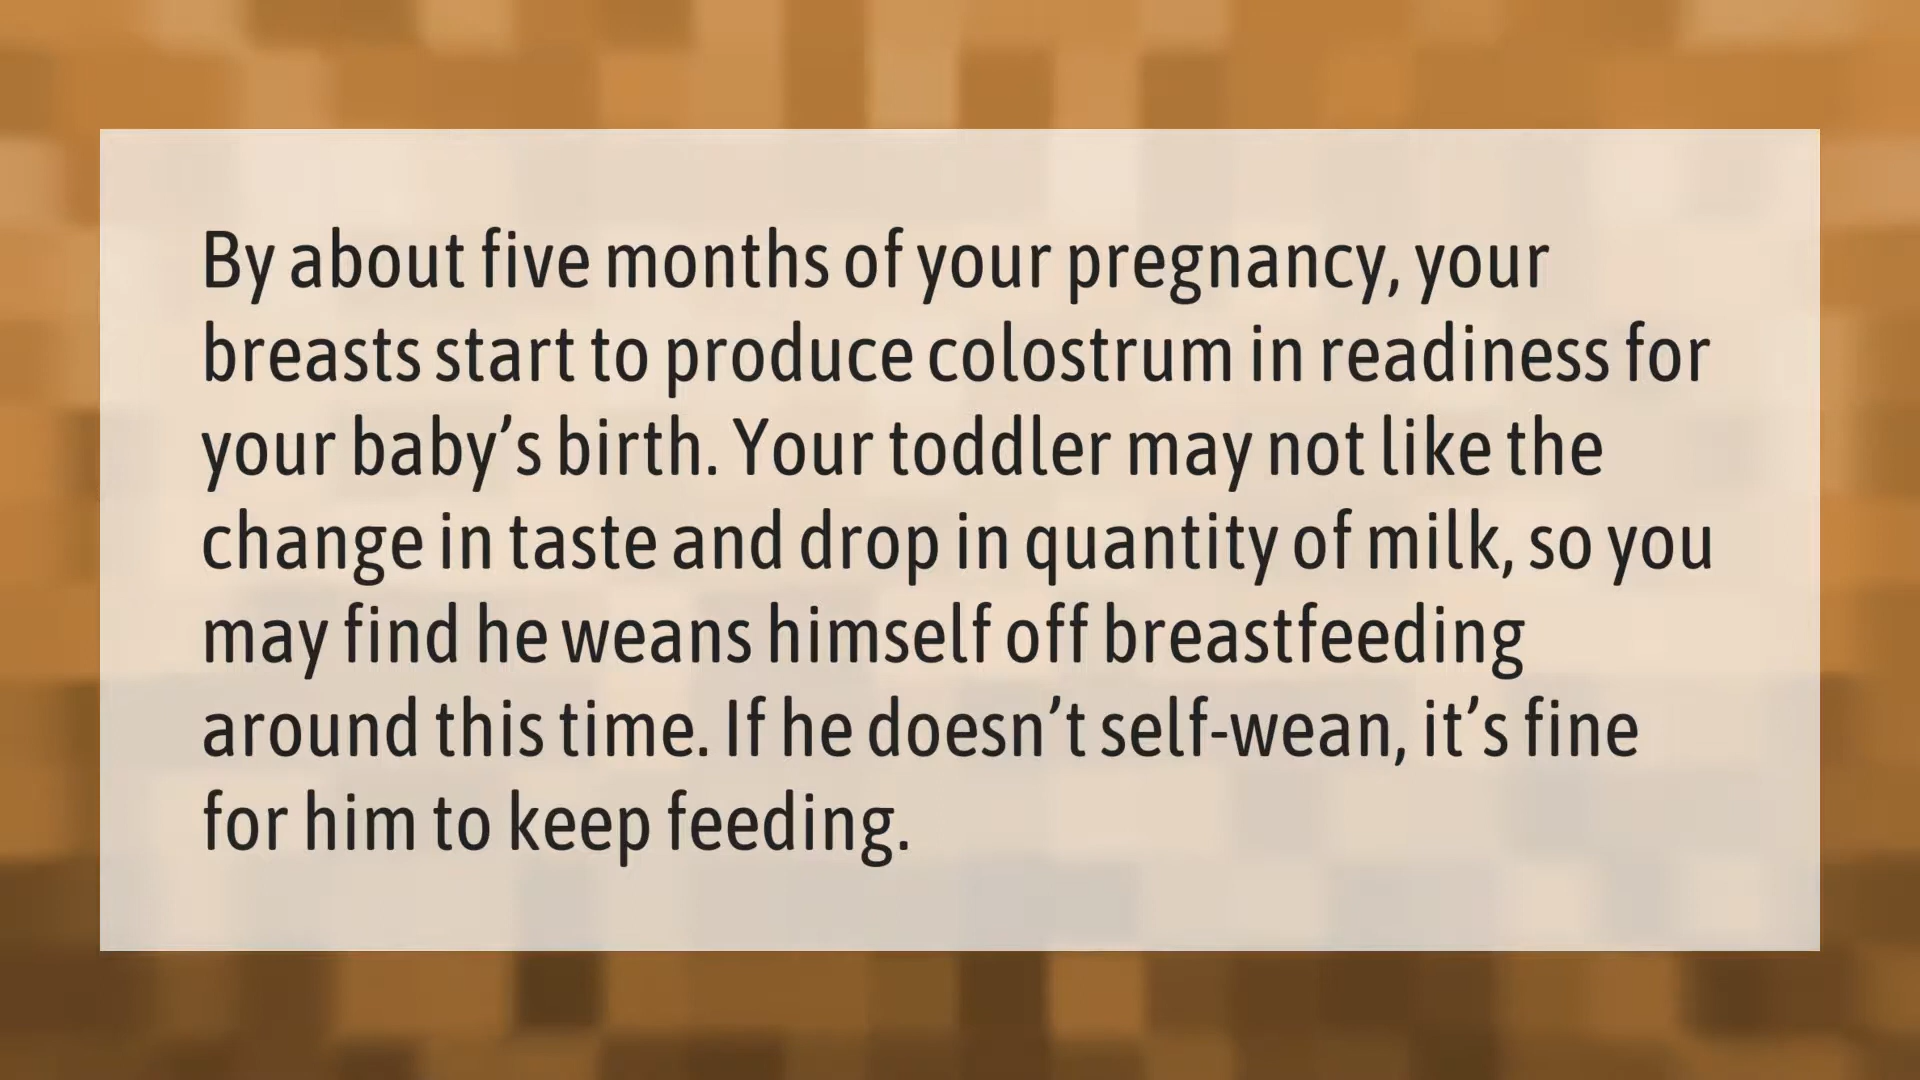 By about five months of your pregnancy, your
breasts start to produce colostrum in readiness for
your baby’s birth. Your toddler may not like the
change in taste and drop in quantity of milk, so you
may find he weans himself off breastfeeding
around this time. If he doesn’t self-wean, it’s fine
for him to keep feeding.